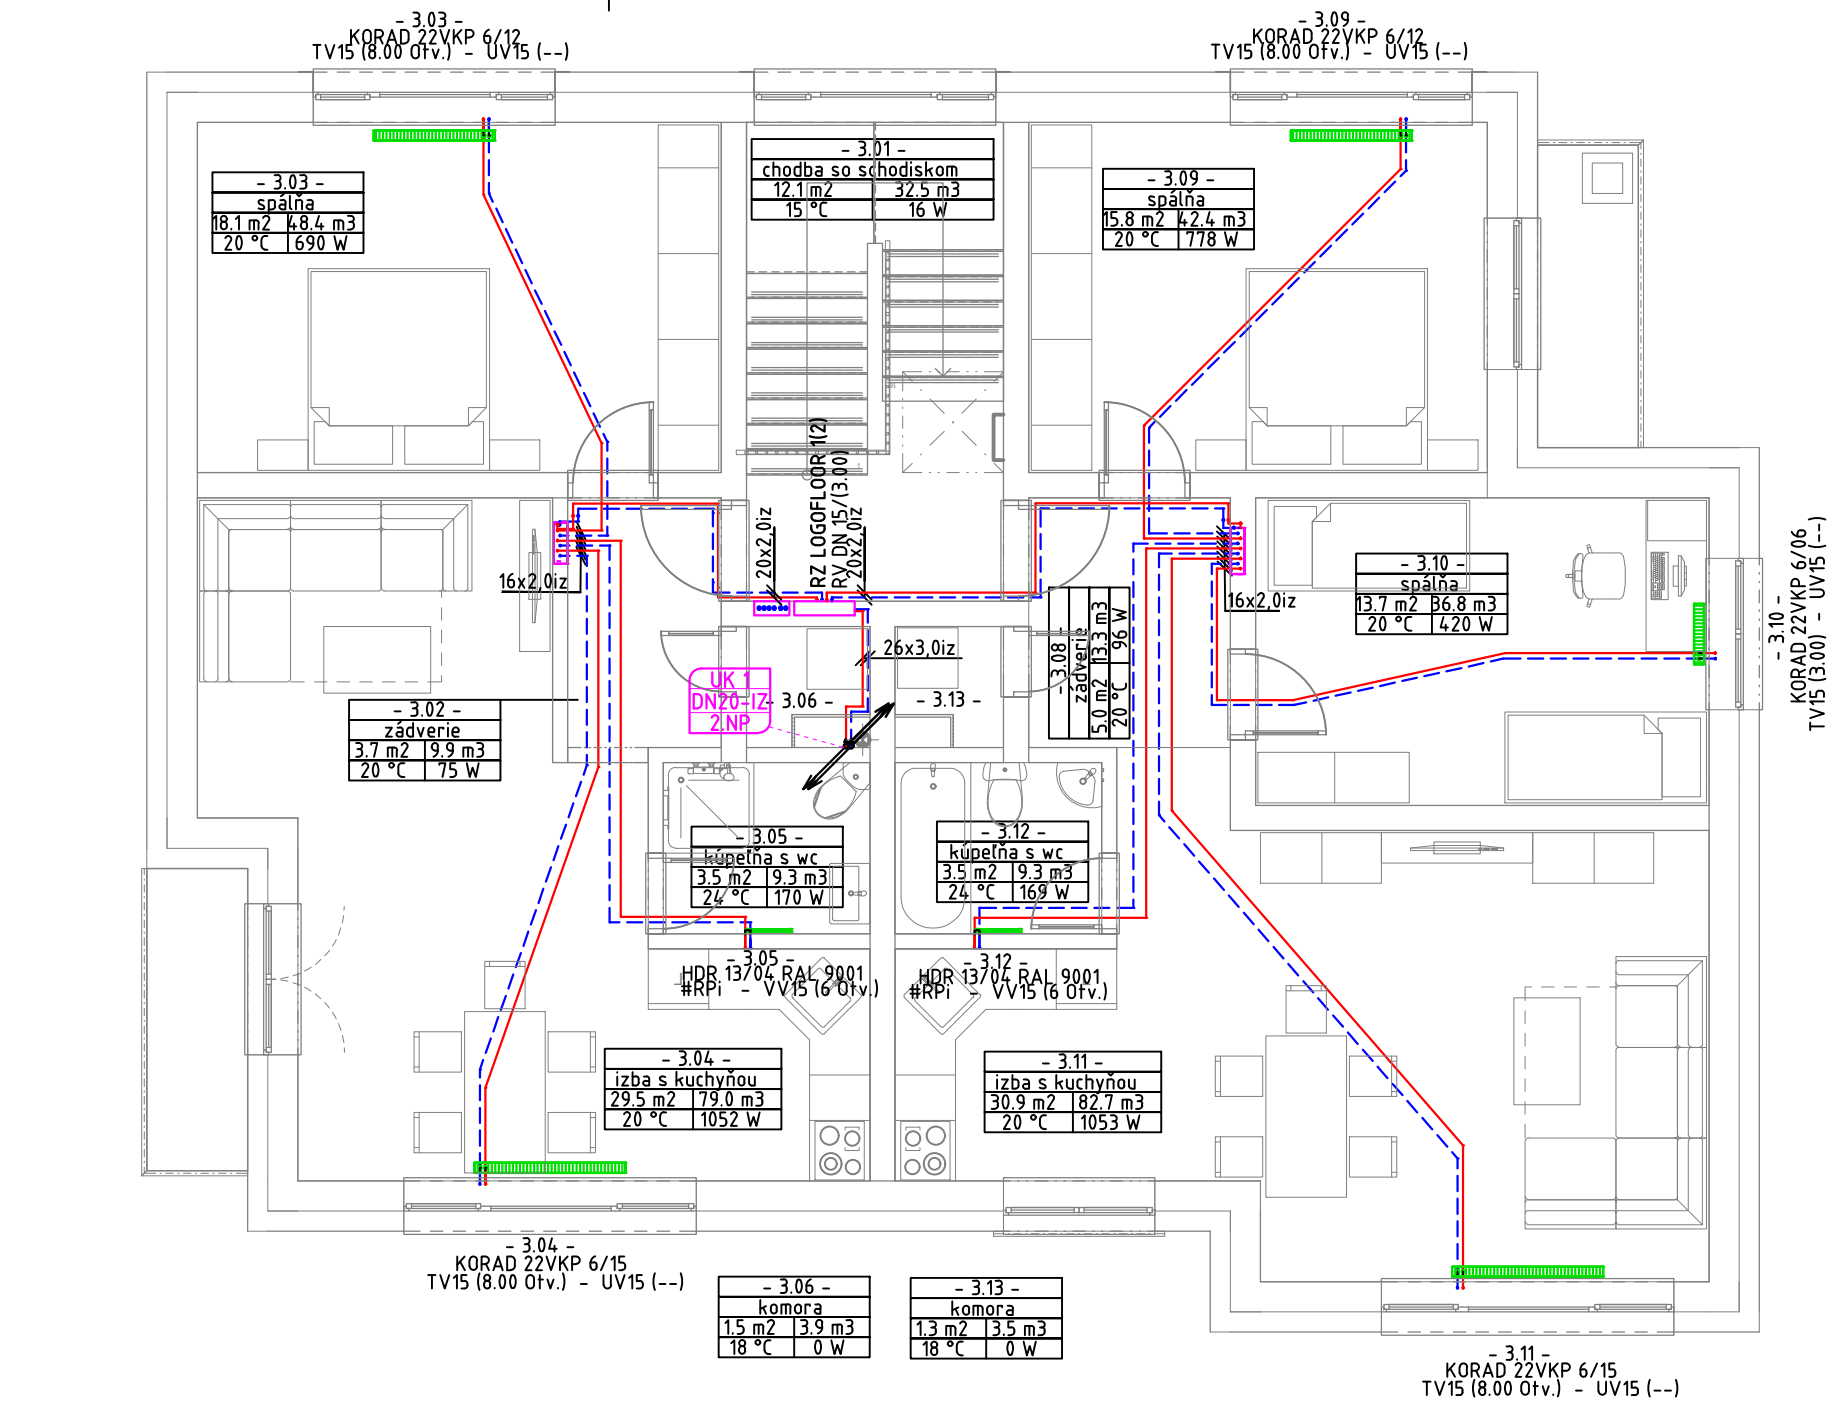 - 3.03 -
KORAD 22VKP 6/12
TV15 (8.00 Otv.) - UV15 (--)
- 3.09 -
KORAD 22VKP 6/12
TV15 (8.00 Otv.) - UV15 (--)
- 3.01 -
chodba so schodiskom
12.1 m2 32.5 m3
15 °C 16 W
- 3.03 -
spálňa
18.1 m2 48.4 m3
20 °C 690 W
- 3.09 -
spálňa
15.8 m2 42.4 m3
20 °C 778 W
RZ LOGOFLOOR 1(2)
RV DN 15/(3.00)
20x2,0iz
20x2,0iz
16x2,0iz
16x2,0iz
26x3,0iz
- 3.10 -
spálňa
13.7 m2 36.8 m3
20 °C 420 W
- 3.10 -
KORAD 22VKP 6/06
TV15 (3.00) - UV15 (--)
- 3.08 -
zádverie
5.0 m2 13.3 m3
20 °C 96 W
UK 1
DN20-IZ
2.NP
- 3.06 -
- 3.13 -
- 3.02 -
zádverie
3.7 m2 9.9 m3
20 °C 75 W
- 3.05 -
kúpeľňa s wc
3.5 m2 9.3 m3
24 °C 170 W
- 3.12 -
kúpeľňa s wc
3.5 m2 9.3 m3
24 °C 169 W
- 3.05 -
HDR 13/04 RAL 9001
#RPi - VV15 (6 Otv.)
- 3.12 -
HDR 13/04 RAL 9001
#RPi - VV15 (6 Otv.)
- 3.04 -
izba s kuchyňou
29.5 m2 79.0 m3
20 °C 1052 W
- 3.11 -
izba s kuchyňou
30.9 m2 82.7 m3
20 °C 1053 W
- 3.04 -
KORAD 22VKP 6/15
TV15 (8.00 Otv.) - UV15 (--)
- 3.06 -
komora
1.5 m2 3.9 m3
18 °C 0 W
- 3.13 -
komora
1.3 m2 3.5 m3
18 °C 0 W
- 3.11 -
KORAD 22VKP 6/15
TV15 (8.00 Otv.) - UV15 (--)